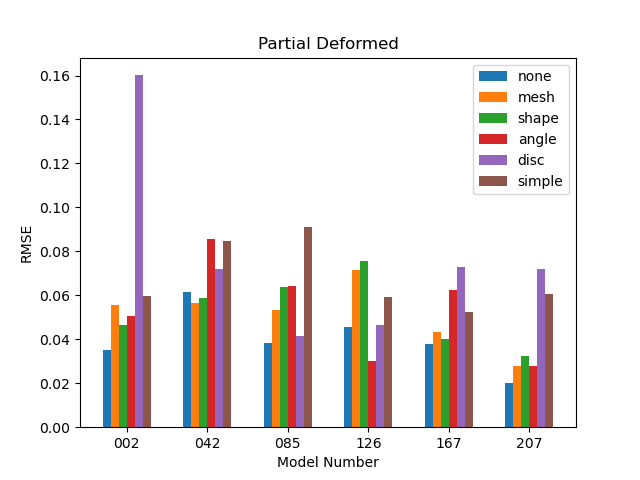 Partial Deformed
none
mesh
shape
angle
disc
simple
0.16
0.14
0.12
0.10
0.08
0.06
0.04
0.02
0.00
RMSE
002 042 085 126 167 207
Model Number